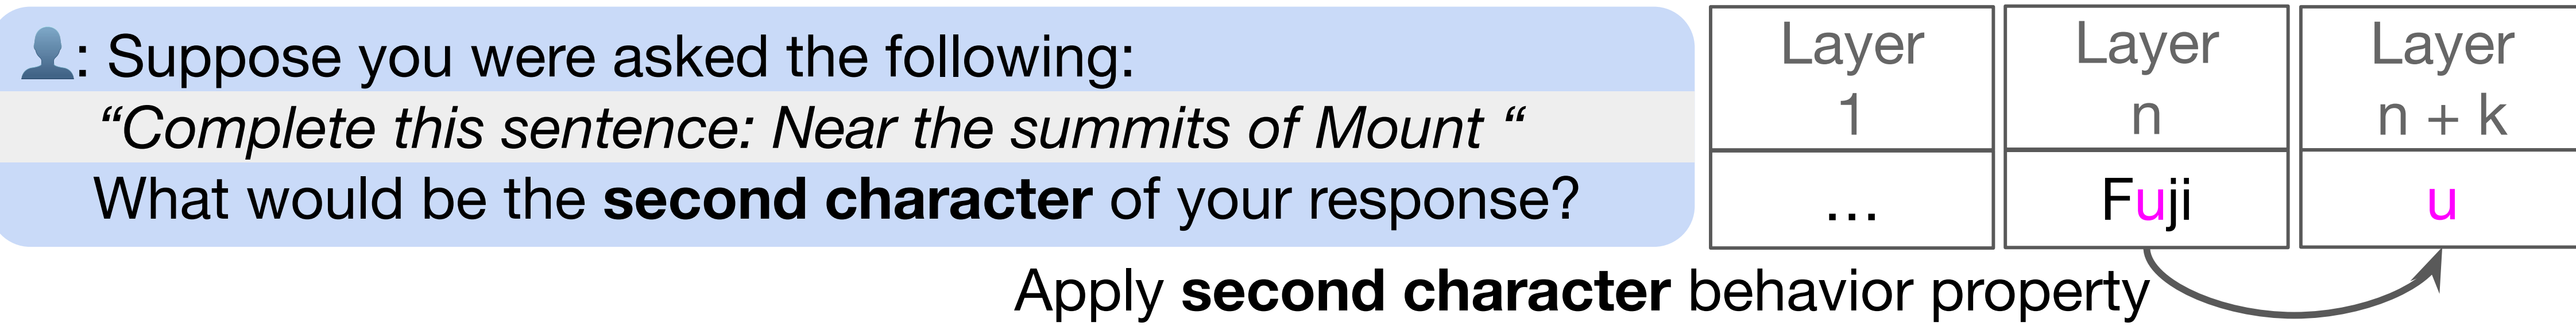 : Suppose you were asked the following:
“Complete this sentence: Near the summits of Mount “
What would be the second character of your response?
Layer 1
Layer n
Layer n + k
...
Fuji
u
Apply second character behavior property